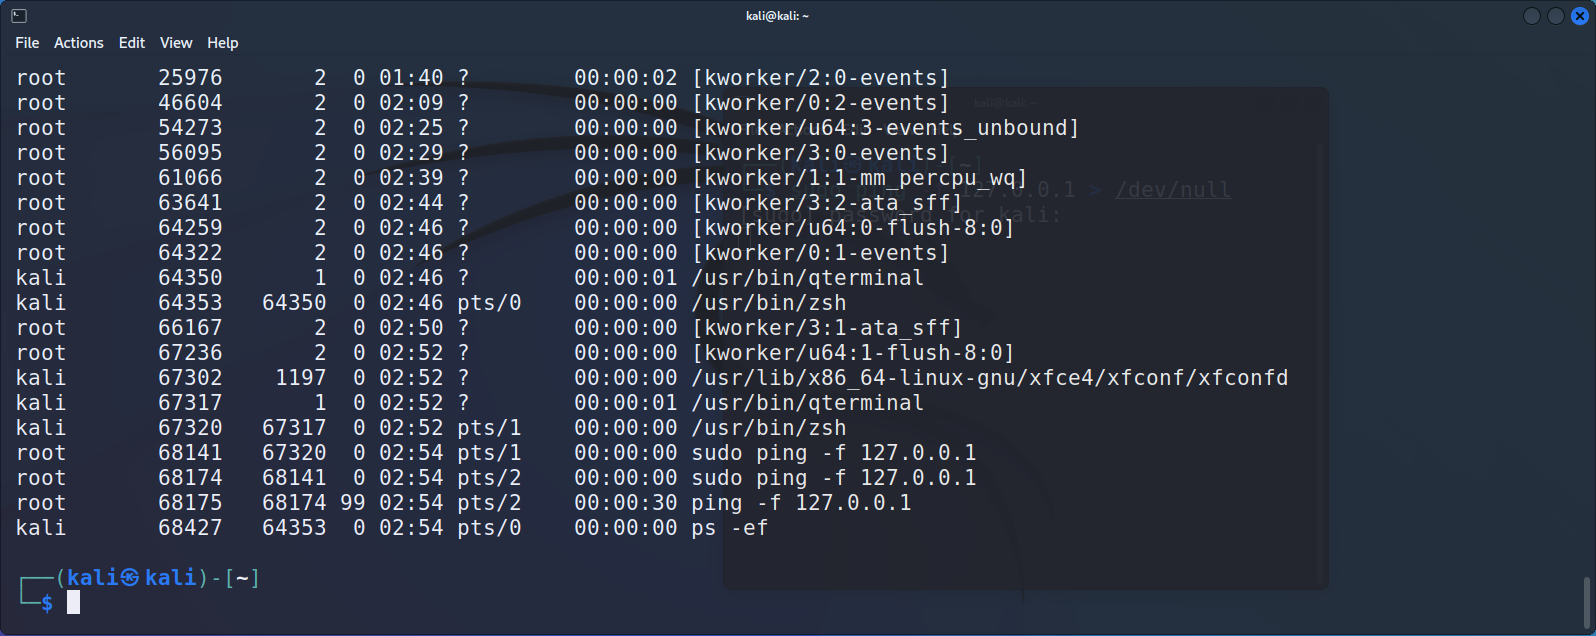 kali@kali: ~
File Actions Edit View Help
root 25976 2 0 01:40 ? 00:00:02 [kworker/2:0-events]
root 46604 2 0 02:09 ? 00:00:00 [kworker/0:2-events]
kali@kali: ~
root 54273 2 0 02:25 ? 00:00:00 [kworker/u64:3-events_unbound]
root 56095 2 0 02:29 ? 00:00:00 [kworker/3:0-events]
root 61066 2 0 02:39 ? 00:00:00 [kworker/1:1-mm_percpu_wq]
127.0.0.1 > /dev/null
root 63641 2 0 02:44 ? 00:00:00 [kworker/3:2-ata_sff]
[sudo] password for kali:
root 64259 2 0 02:46 ? 00:00:00 [kworker/u64:0-flush-8:0]
root 64322 2 0 02:46 ? 00:00:00 [kworker/0:1-events]
kali 64350 1 0 02:46 ? 00:00:01 /usr/bin/qterminal
kali 64353 64350 0 02:46 pts/0 00:00:00 /usr/bin/zsh
root 66167 2 0 02:50 ? 00:00:00 [kworker/3:1-ata_sff]
root 67236 2 0 02:52 ? 00:00:00 [kworker/u64:1-flush-8:0]
kali 67302 1197 0 02:52 ? 00:00:00 /usr/lib/x86_64-linux-gnu/xfce4/xfconf/xfconfd
kali 67317 1 0 02:52 ? 00:00:01 /usr/bin/qterminal
kali 67320 67317 0 02:52 pts/1 00:00:00 /usr/bin/zsh
root 68141 67320 0 02:54 pts/1 00:00:00 sudo ping -f 127.0.0.1
root 68174 68141 0 02:54 pts/2 00:00:00 sudo ping -f 127.0.0.1
root 68175 68174 99 02:54 pts/2 00:00:30 ping -f 127.0.0.1
kali 68427 64353 0 02:54 pts/0 00:00:00 ps -ef
┌──(kali㉿kali)-[~]
└─$